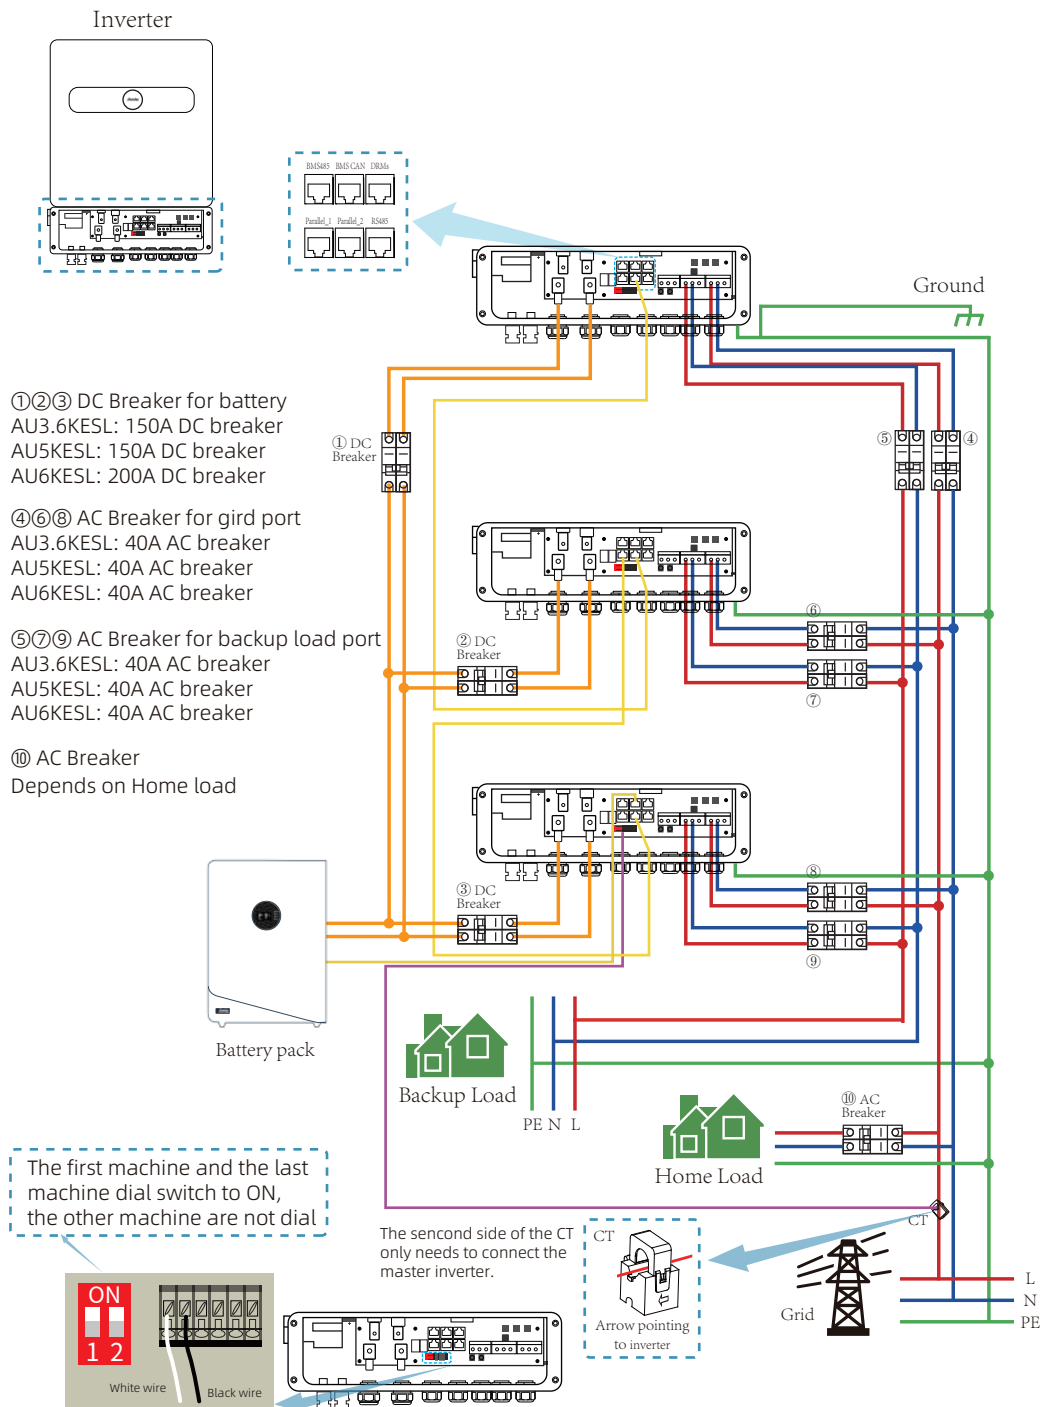 Inverter
BMS485 BMS CAN DRMs
Parallel_1 Parallel_2 RS485
Ground
①②③ DC Breaker for battery
AU3.6KESL: 150A DC breaker
AU5KESL: 150A DC breaker
AU6KESL: 200A DC breaker
① DC
Breaker
⑤
④
④⑥⑧ AC Breaker for gird port
AU3.6KESL: 40A AC breaker
AU5KESL: 40A AC breaker
AU6KESL: 40A AC breaker
⑤⑦⑨ AC Breaker for backup load port
AU3.6KESL: 40A AC breaker
AU5KESL: 40A AC breaker
AU6KESL: 40A AC breaker
⑥
② DC
Breaker
⑦
⑩ AC Breaker
Depends on Home load
⑧
③ DC
Breaker
⑨
Battery pack
Backup Load
PE N L
⑩ AC
Breaker
Home Load
The first machine and the last
machine dial switch to ON,
the other machine are not dial
The sencond side of the CT
only needs to connect the
master inverter.
CT
CT
Arrow pointing
to inverter
Grid
L
N
PE
ON
1 2
White wire
Black wire